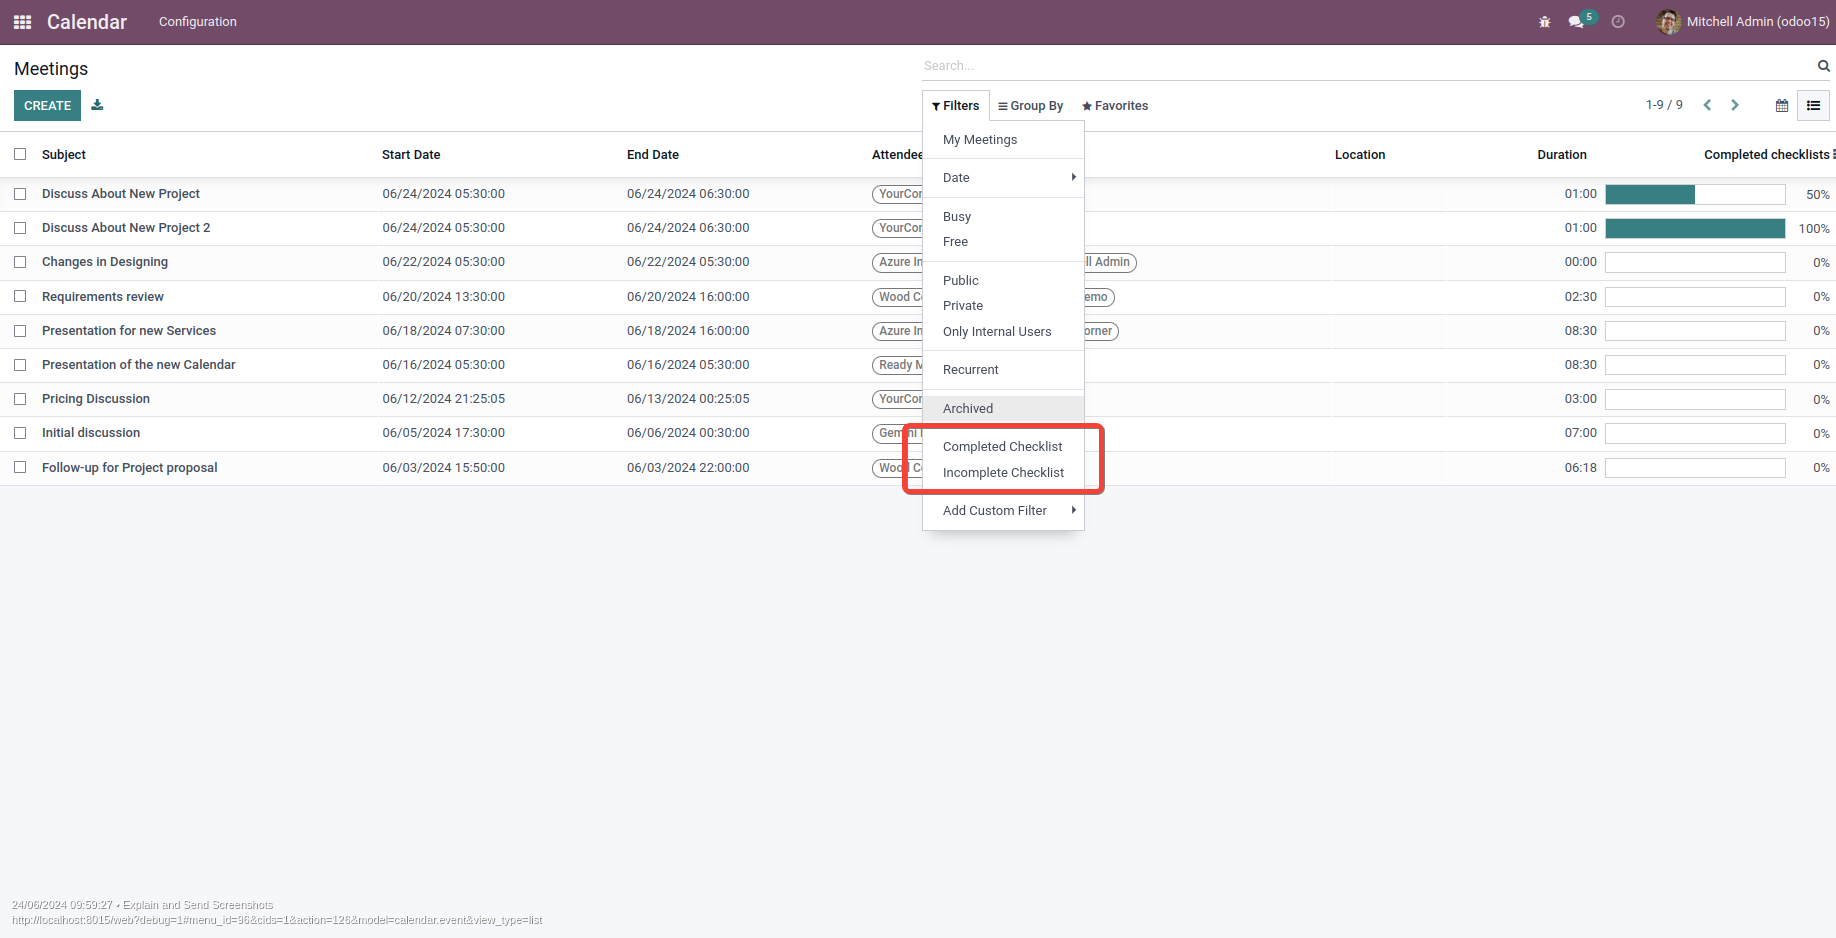 Calendar Configuration 5 Mitchell Admin (odoo15)
Meetings Search...
CREATE Filters Group By Favorites 1-9 / 9
Subject Start Date End Date Attendee Location Duration Completed checklists
Discuss About New Project 06/24/2024 05:30:00 06/24/2024 06:30:00 YourCor 01:00 50%
Discuss About New Project 2 06/24/2024 05:30:00 06/24/2024 06:30:00 YourCor 01:00 100%
Changes in Designing 06/22/2024 05:30:00 06/22/2024 05:30:00 Azure In ll Admin 00:00 0%
Requirements review 06/20/2024 13:30:00 06/20/2024 16:00:00 Wood Co emo 02:30 0%
Presentation for new Services 06/18/2024 07:30:00 06/18/2024 16:00:00 Azure In orner 08:30 0%
Presentation of the new Calendar 06/16/2024 05:30:00 06/16/2024 05:30:00 Ready M 08:30 0%
Pricing Discussion 06/12/2024 21:25:05 06/13/2024 00:25:05 YourCor 03:00 0%
Initial discussion 06/05/2024 17:30:00 06/06/2024 00:30:00 Gemini 07:00 0%
Follow-up for Project proposal 06/03/2024 15:50:00 06/03/2024 22:00:00 Wood Co 06:18 0%
My Meetings
Date
Busy
Free
Public
Private
Only Internal Users
Recurrent
Archived
Completed Checklist
Incomplete Checklist
Add Custom Filter
24/06/2024 09:59:27 • Explain and Send Screenshots
http://localhost:8015/web?debug=1#menu_id=96&cids=1&action=126&model=calendar.event&view_type=list